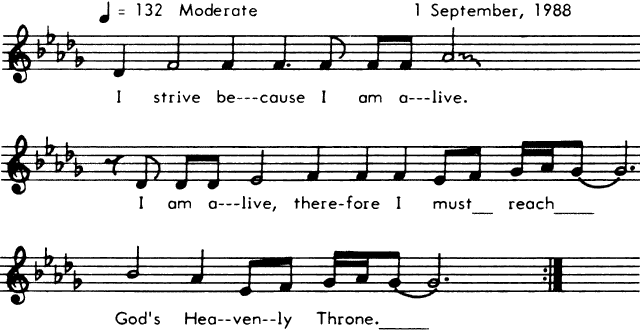 ♩ = 132 Moderate 1 September, 1988
I strive be---cause I am a---live.
I am a---live, there-fore I must__ reach____
God's Hea--ven--ly Throne._____